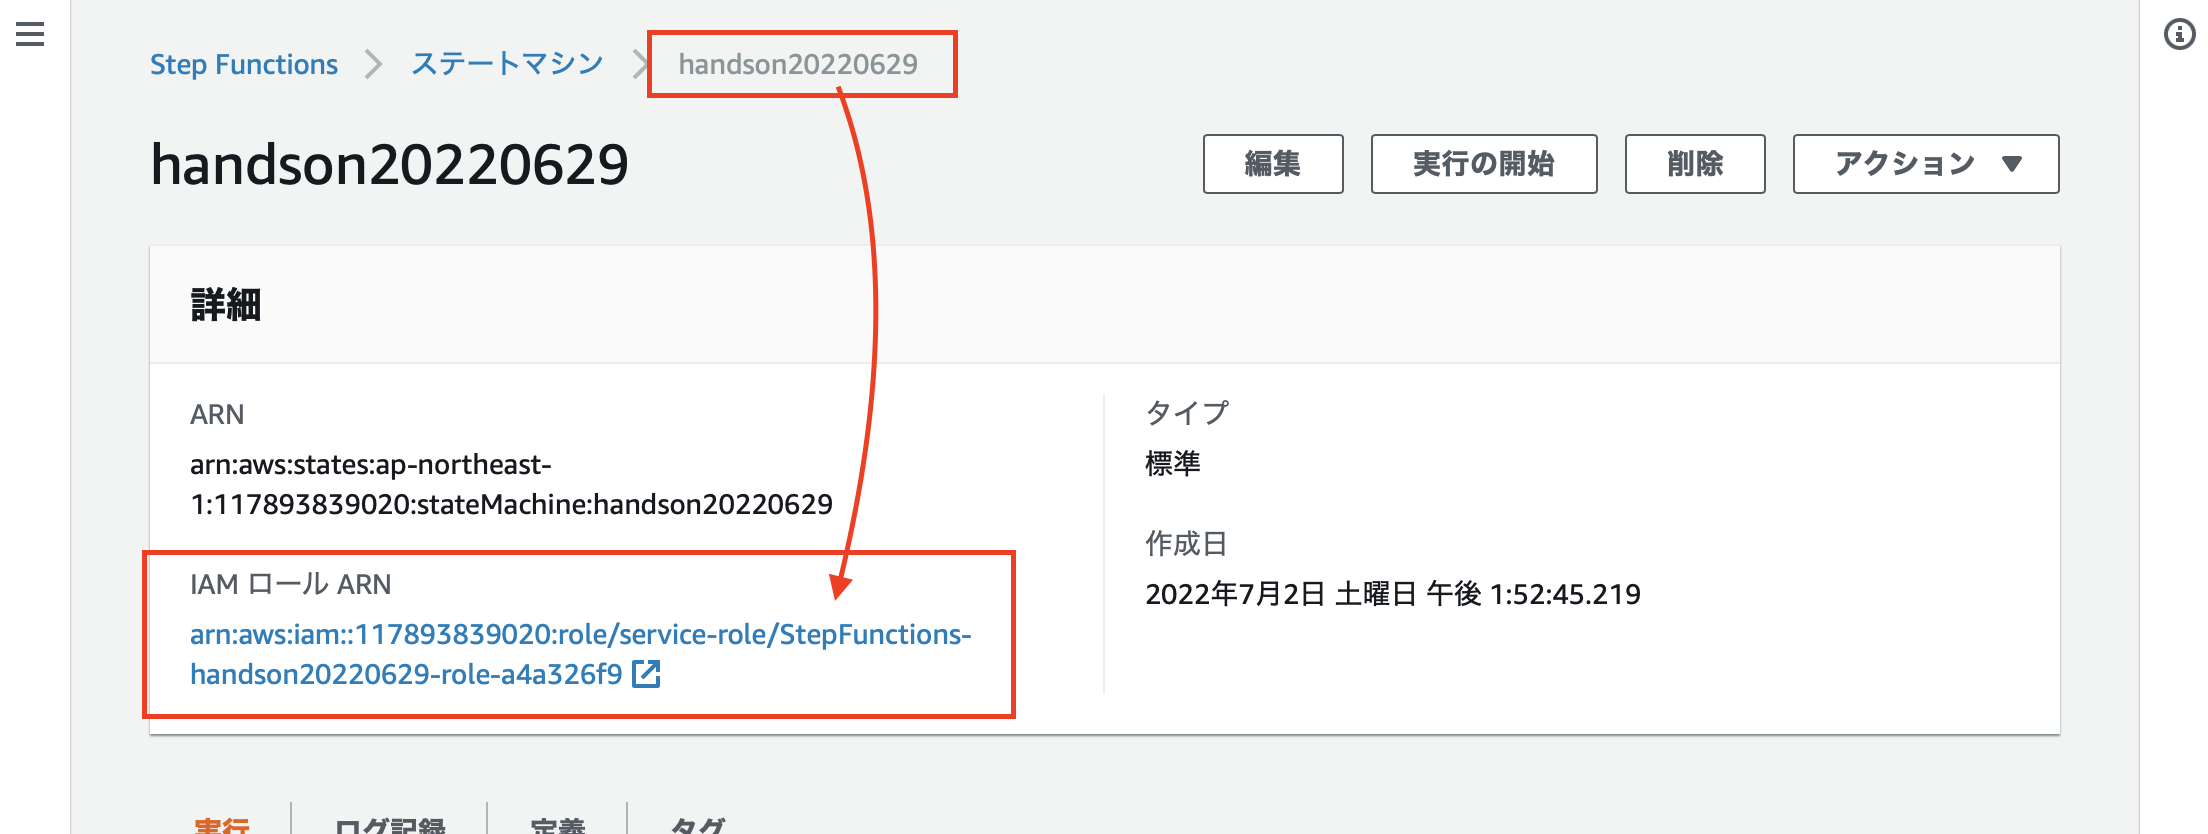 Step Functions
ステートマシン
handson20220629
handson20220629
編集
実行の開始
削除
アクション
詳細
ARN
arn:aws:states:ap-northeast-
1:117893839020:stateMachine:handson20220629
IAM ロール ARN
arn:aws:iam::117893839020:role/service-role/StepFunctions-
handson20220629-role-a4a326f9
タイプ
標準
作成日
2022年7月2日 土曜日 午後 1:52:45.219
実行
ログ記録
定義
タグ